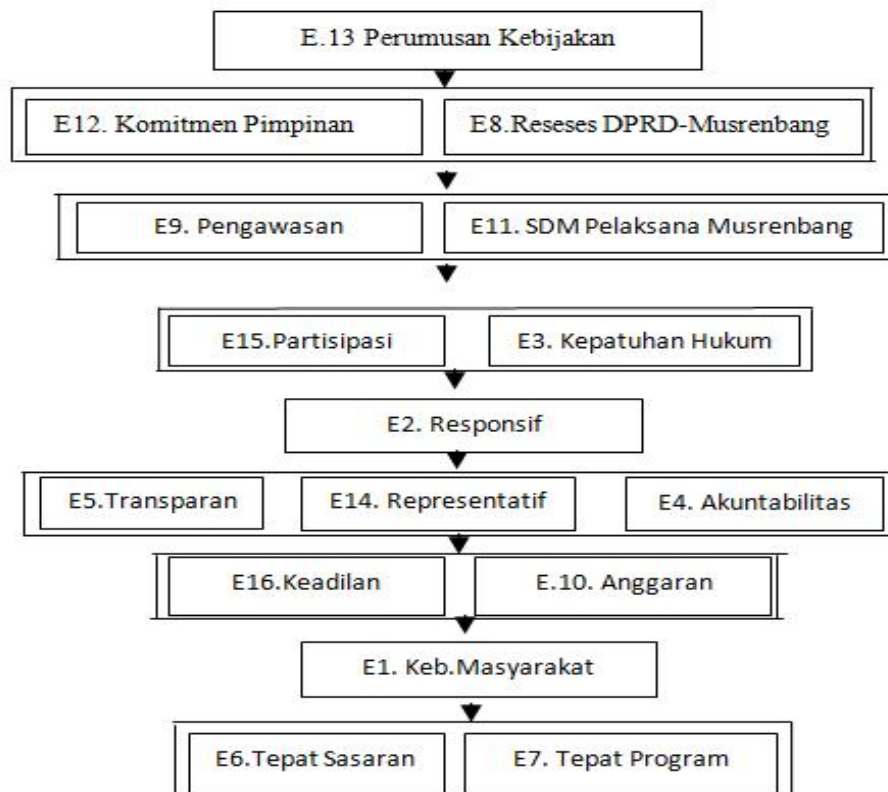 E.13 Perumusan Kebijakan
E12. Komitmen Pimpinan
E8.Reseses DPRD-Musrenbang
E9. Pengawasan
E11. SDM Pelaksana Musrenbang
E15.Partisipasi
E3. Kepatuhan Hukum
E2. Responsif
E5.Transparan
E14. Representatif
E4. Akuntabilitas
E16.Keadilan
E.10. Anggaran
E1. Keb.Masyarakat
E6.Tepat Sasaran
E7. Tepat Program